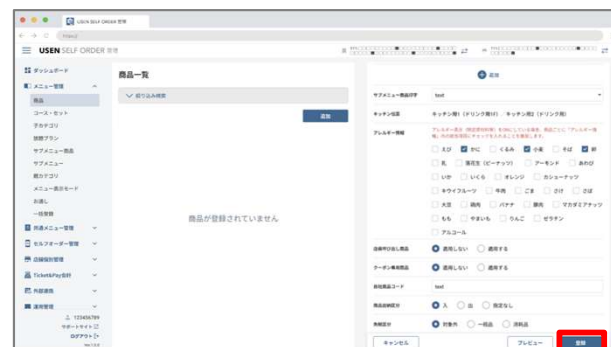 USEN SELF ORDER 管理
USEN SELF ORDER 管理
ダッシュボード
メニュー管理
商品
コース・セット
子カテゴリ
放題プラン
サブメニュー商品
サブメニュー
親カテゴリ
メニュー表示モード
お通し
一括登録
共通メニュー管理
セルフオーダー管理
店舗個別管理
Ticket&Pay会計
外部連携
運用管理
123456789
サポートサイト
ログアウト
商品一覧
絞り込み検索
追加
商品が登録されていません
追加
サブメニュー商品印字
text
キッチン伝票
キッチン用1(ドリンク用1F)、キッチン用2(ドリンク用)
アレルギー情報
えび かに くるみ 小麦 そば 卵
乳 落花生(ピーナッツ) アーモンド あわび
いか いくら オレンジ カシューナッツ
キウイフルーツ 牛肉 ごま さけ さば
大豆 鶏肉 バナナ 豚肉 マカダミアナッツ
もも やまいも りんご ゼラチン
アルコール
店員呼び出し商品
適用しない 適用する
クーポン専用商品
適用しない 適用する
自社商品コード
text
商品出納区分
入 出 指定なし
免税区分
対象外 一般品 消耗品
キャンセル
プレビュー
登録